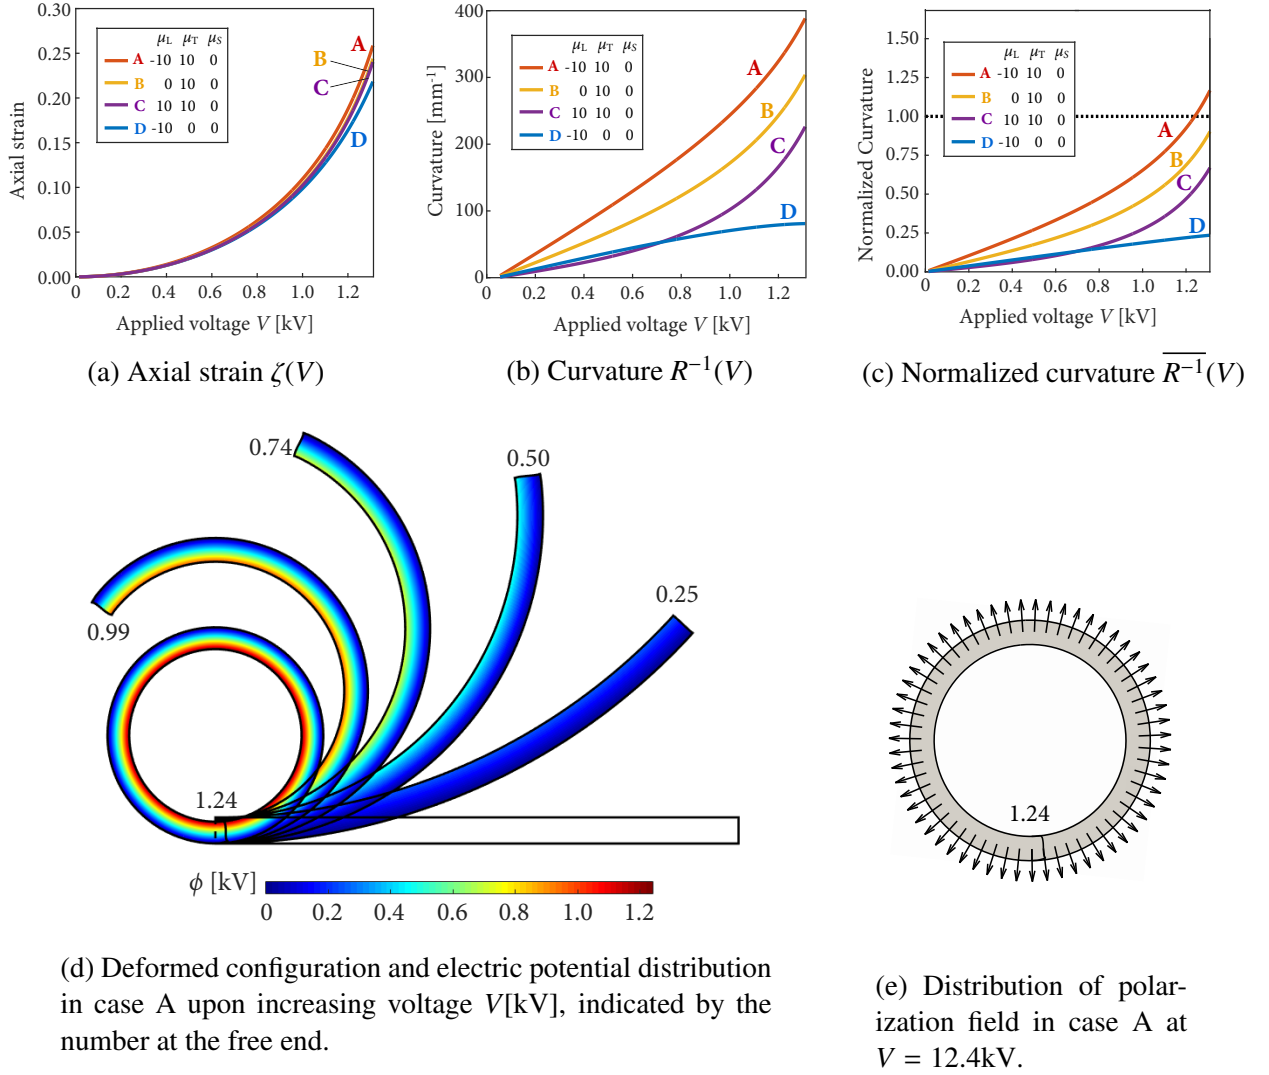 0.30
0.25
0.20
0.15
0.10
0.05
0.00
Axial strain
μL μT μS
A -10 10 0
B 0 10 0
C 10 10 0
D -10 0 0
A
B
C
D
0 0.2 0.4 0.6 0.8 1.0 1.2
Applied voltage V [kV]
(a) Axial strain ζ(V)
400
300
200
100
0
Curvature [mm⁻¹]
μL μT μS
A -10 10 0
B 0 10 0
C 10 10 0
D -10 0 0
A
B
C
D
0 0.2 0.4 0.6 0.8 1.0 1.2
Applied voltage V [kV]
(b) Curvature R⁻¹(V)
1.50
1.25
1.00
0.75
0.50
0.25
0.00
Normalized Curvature
μL μT μS
A -10 10 0
B 0 10 0
C 10 10 0
D -10 0 0
A
B
C
D
0 0.2 0.4 0.6 0.8 1.0 1.2
Applied voltage V [kV]
(c) Normalized curvature R⁻¹(V)
0.74
0.50
0.25
0.99
1.24
ϕ [kV]
0 0.2 0.4 0.6 0.8 1.0 1.2
(d) Deformed configuration and electric potential distribution
in case A upon increasing voltage V[kV], indicated by the
number at the free end.
1.24
(e) Distribution of polar-
ization field in case A at
V = 12.4kV.